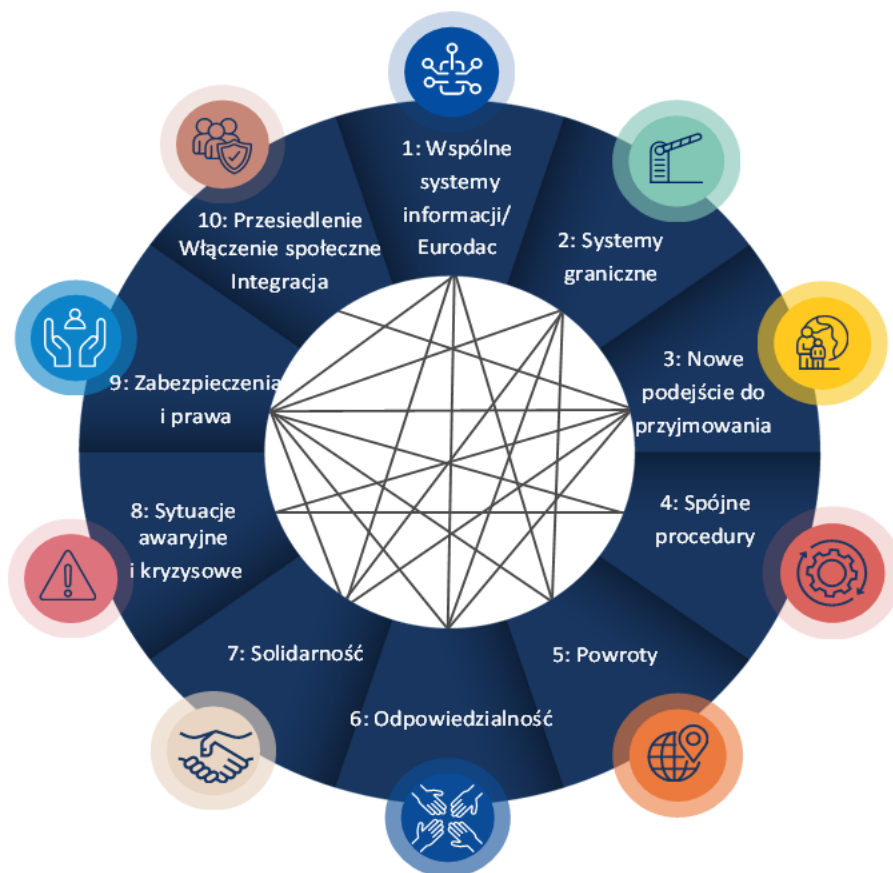 1: Wspólne
systemy
informacji/
Eurodac
2: Systemy
graniczne
3: Nowe
podejście do
przyjmowania
4: Spójne
procedury
5: Powroty
6: Odpowiedzialność
7: Solidarność
8: Sytuacje
awaryjne
i kryzysowe
9: Zabezpieczenia
i prawa
10: Przesiedlenie
Włączenie społeczne
Integracja